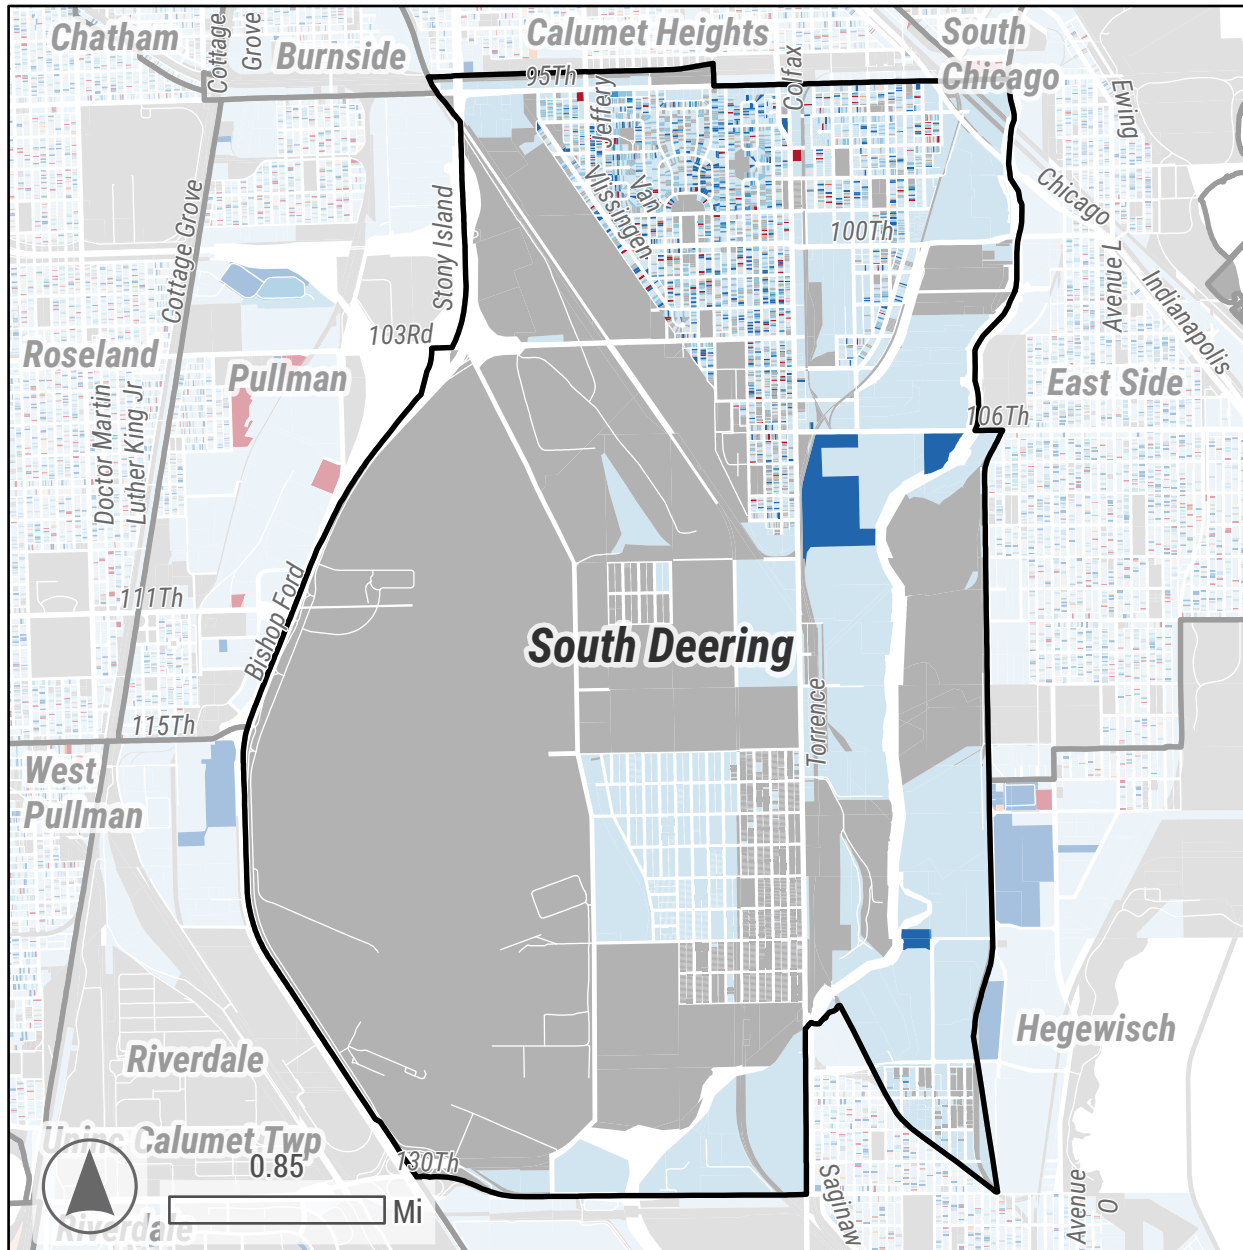 Chatham
Cottage
Grove
Burnside
Calumet Heights
South
Chicago
95Th
Jeffery
Colfax
Ewing
Van
Vlissingen
Stony Island
Cottage Grove
100Th
Chicago
Avenue L
Indianapolis
103Rd
Roseland
Pullman
East Side
106Th
Doctor Martin
Luther King Jr
111Th
Bishop Ford
South Deering
Torrence
115Th
West
Pullman
Hegewisch
Riverdale
Uninc Calumet Twp
0.85
Mi
130Th
Riverdale
Saginaw
Avenue
O